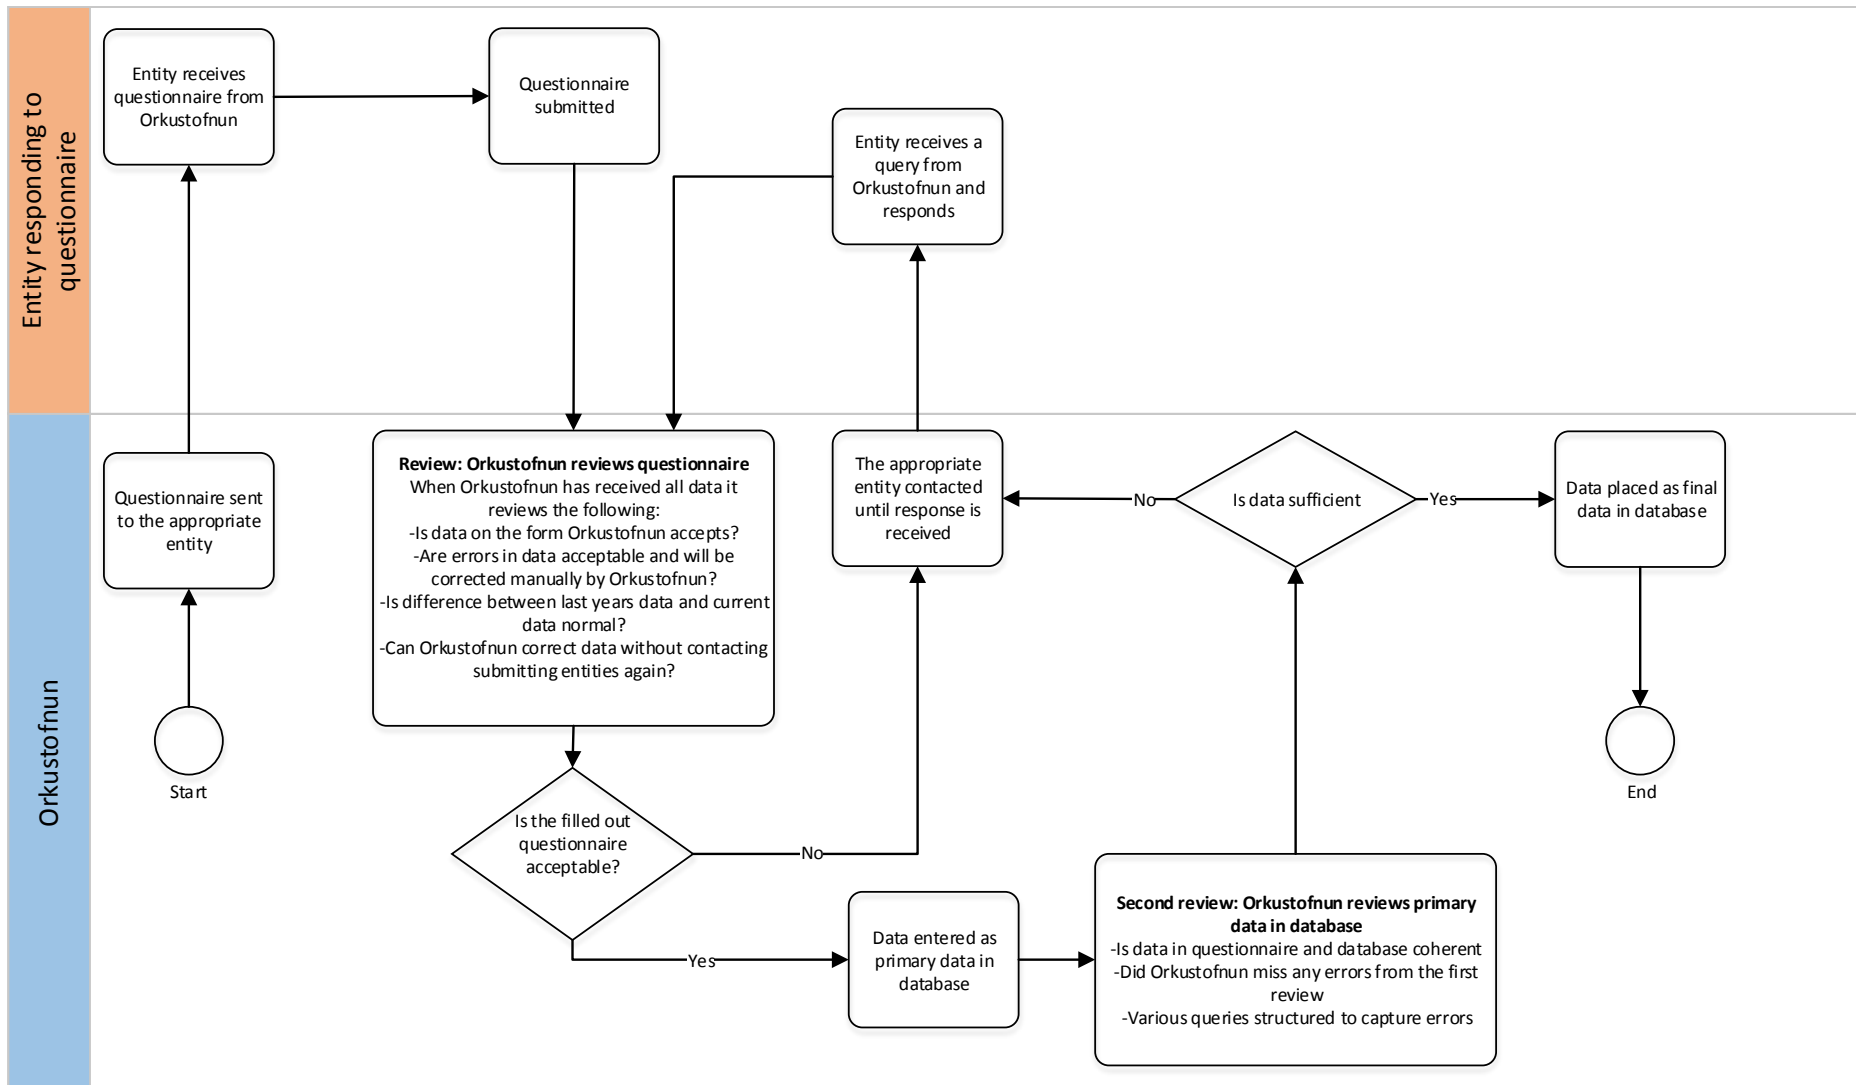 Entity responding to
questionnaire
Entity receives
questionnaire from
Orkustofnun
Questionnaire
submitted
Entity receives a
query from
Orkustofnun and
responds
Orkustofnun
Questionnaire sent
to the appropriate
entity
Start
Review: Orkustofnun reviews questionnaire
When Orkustofnun has received all data it
reviews the following:
-Is data on the form Orkustofnun accepts?
-Are errors in data acceptable and will be
corrected manually by Orkustofnun?
-Is difference between last years data and current
data normal?
-Can Orkustofnun correct data without contacting
submitting entities again?
Is the filled out
questionnaire
acceptable?
No
Yes
The appropriate
entity contacted
until response is
received
Data entered as
primary data in
database
Second review: Orkustofnun reviews primary
data in database
-Is data in questionnaire and database coherent
-Did Orkustofnun miss any errors from the first
review
-Various queries structured to capture errors
Is data sufficient
No
Yes
Data placed as final
data in database
End